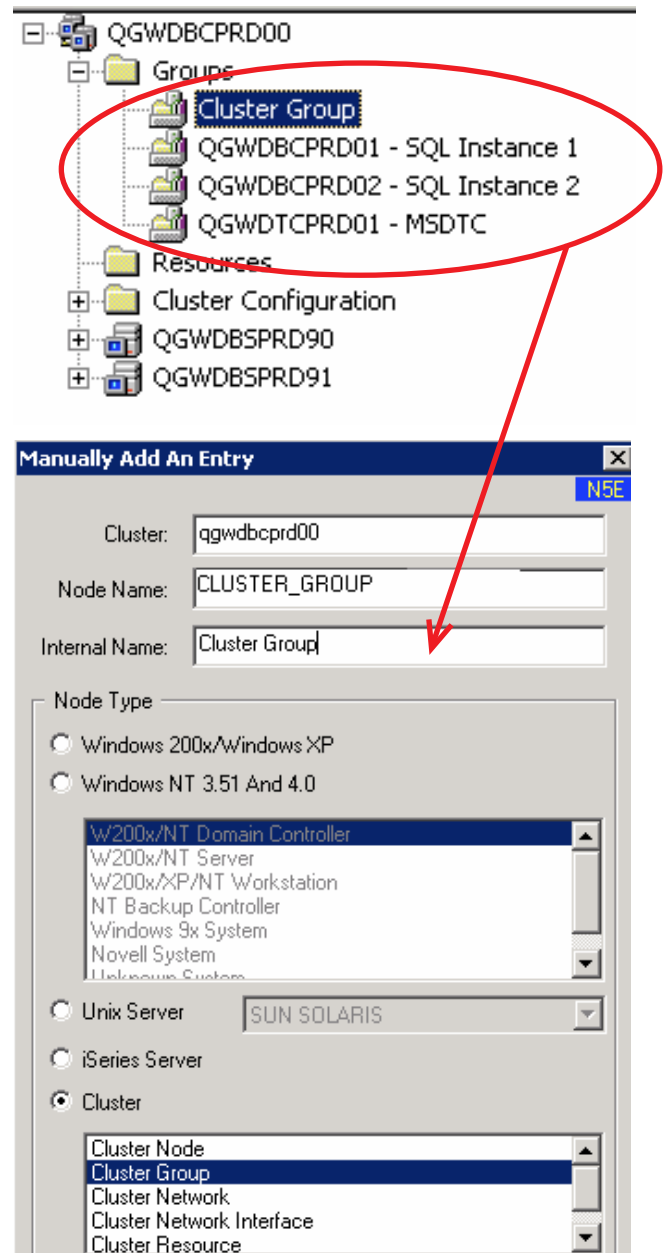 QGWDBCPRD00
Groups
Cluster Group
QGWDBCPRD01 - SQL Instance 1
QGWDBCPRD02 - SQL Instance 2
QGWDTCPRD01 - MSDTC
Resources
Cluster Configuration
QGWDBSPRD90
QGWDBSPRD91
Manually Add An Entry
N5E
Cluster: qgwdbcprd00
Node Name: CLUSTER_GROUP
Internal Name: Cluster Group
Node Type
Windows 200x/Windows XP
Windows NT 3.51 And 4.0
W200x/NT Domain Controller
W200x/NT Server
W200x/XP/NT Workstation
NT Backup Controller
Windows 9x System
Novell System
Unknown System
Unix Server SUN SOLARIS
iSeries Server
Cluster
Cluster Node
Cluster Group
Cluster Network
Cluster Network Interface
Cluster Resource